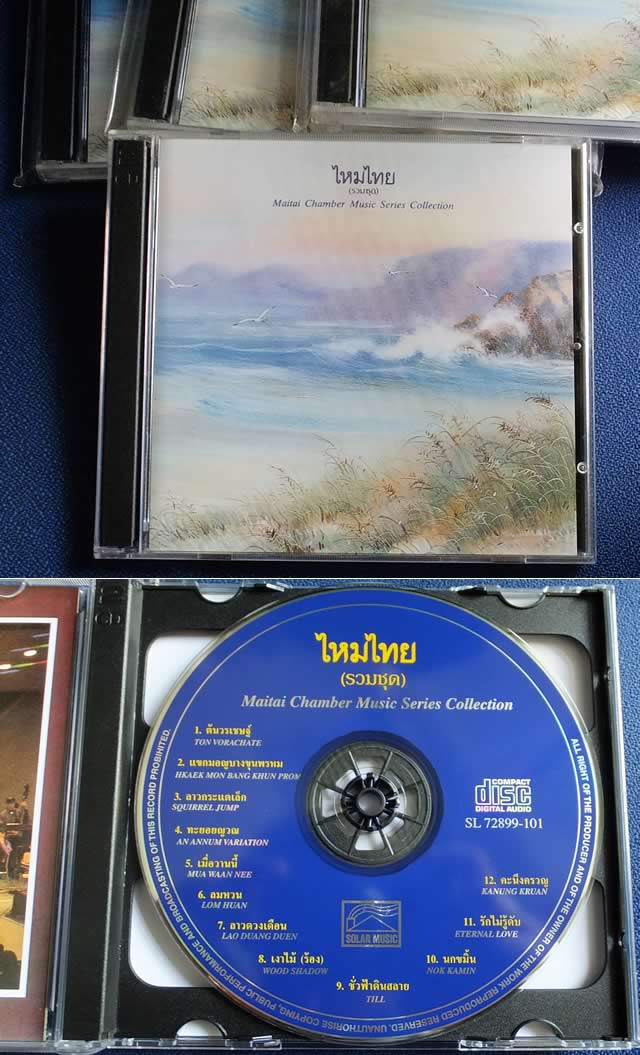 ไหมไทย
(รวมชุด)
Maitai Chamber Music Series Collection
CD
ไหมไทย
(รวมชุด)
Maitai Chamber Music Series Collection
1. ต้นวรเชษฐ์
TON VORACHATE
2. แขกมอญบางขุนพรหม
HKAEK MON BANG KHUN PROM
3. ลาวกระแตเล็ก
SQUIRREL JUMP
4. ทะยอยญวณ
AN ANNUM VARIATION
5. เมื่อวานนี้
MUA WAAN NEE
6. ลมหวน
LOM HUAN
7. ลาวดวงเดือน
LAO DUANG DUEN
8. เงาไม้ (ร้อง)
WOOD SHADOW
9. ชั่วฟ้าดินสลาย
TILL
10. นกขมิ้น
NOK KAMIN
11. รักไม่รู้ดับ
ETERNAL LOVE
12. คะนึงครวญ
KANUNG KRUAN
COMPACT
disc
DIGITAL AUDIO
SL 72899-101
SOLAR MUSIC
ALL RIGHT OF THE PRODUCER AND OF THE OWNER OF THE WORK REPRODUCED RESERVED. UNAUTHORISE COPYING, PUBLIC PERFORMANCE AND BROADCASTING OF THIS RECORD PROHIBITED.